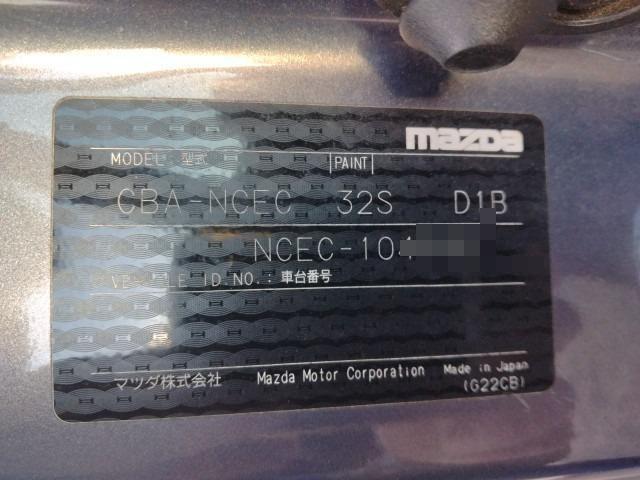 mazda
MODEL 型式 PAINT
CBA-NCEC 32S D1B
NCEC-104
VEHICLE ID.NO.: 車台番号
マツダ株式会社 Mazda Motor Corporation Made in Japan
(G22CB)